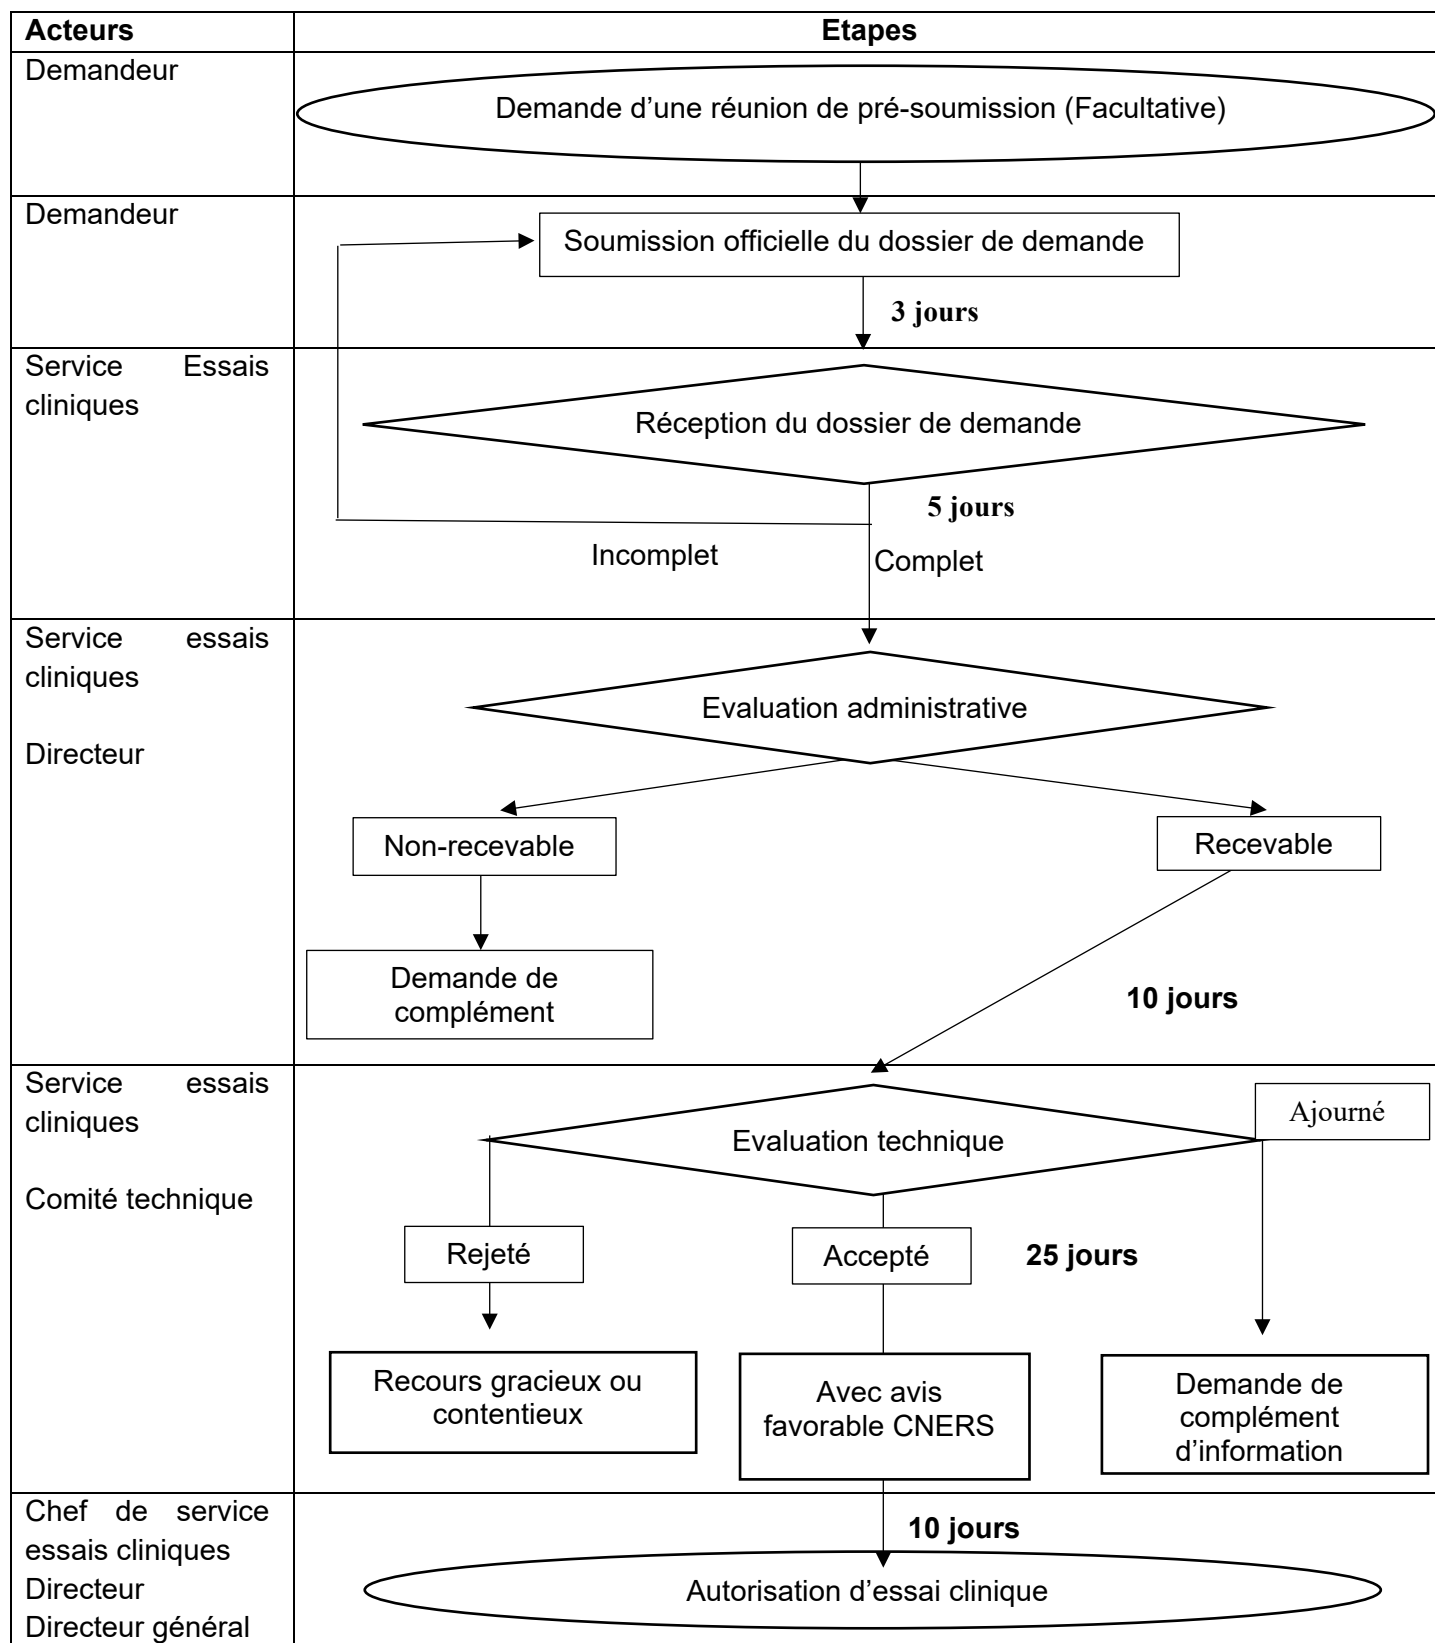 Acteurs
Etapes
Demandeur
Demande d’une réunion de pré-soumission (Facultative)
Demandeur
Soumission officielle du dossier de demande
3 jours
Service Essais
cliniques
Réception du dossier de demande
5 jours
Incomplet
Complet
Service essais
cliniques
Directeur
Evaluation administrative
Non-recevable
Recevable
Demande de
complément
10 jours
Service essais
cliniques
Comité technique
Ajourné
Evaluation technique
Rejeté
Accepté
25 jours
Recours gracieux ou
contentieux
Avec avis
favorable CNERS
Demande de
complément
d’information
Chef de service
essais cliniques
Directeur
Directeur général
10 jours
Autorisation d’essai clinique